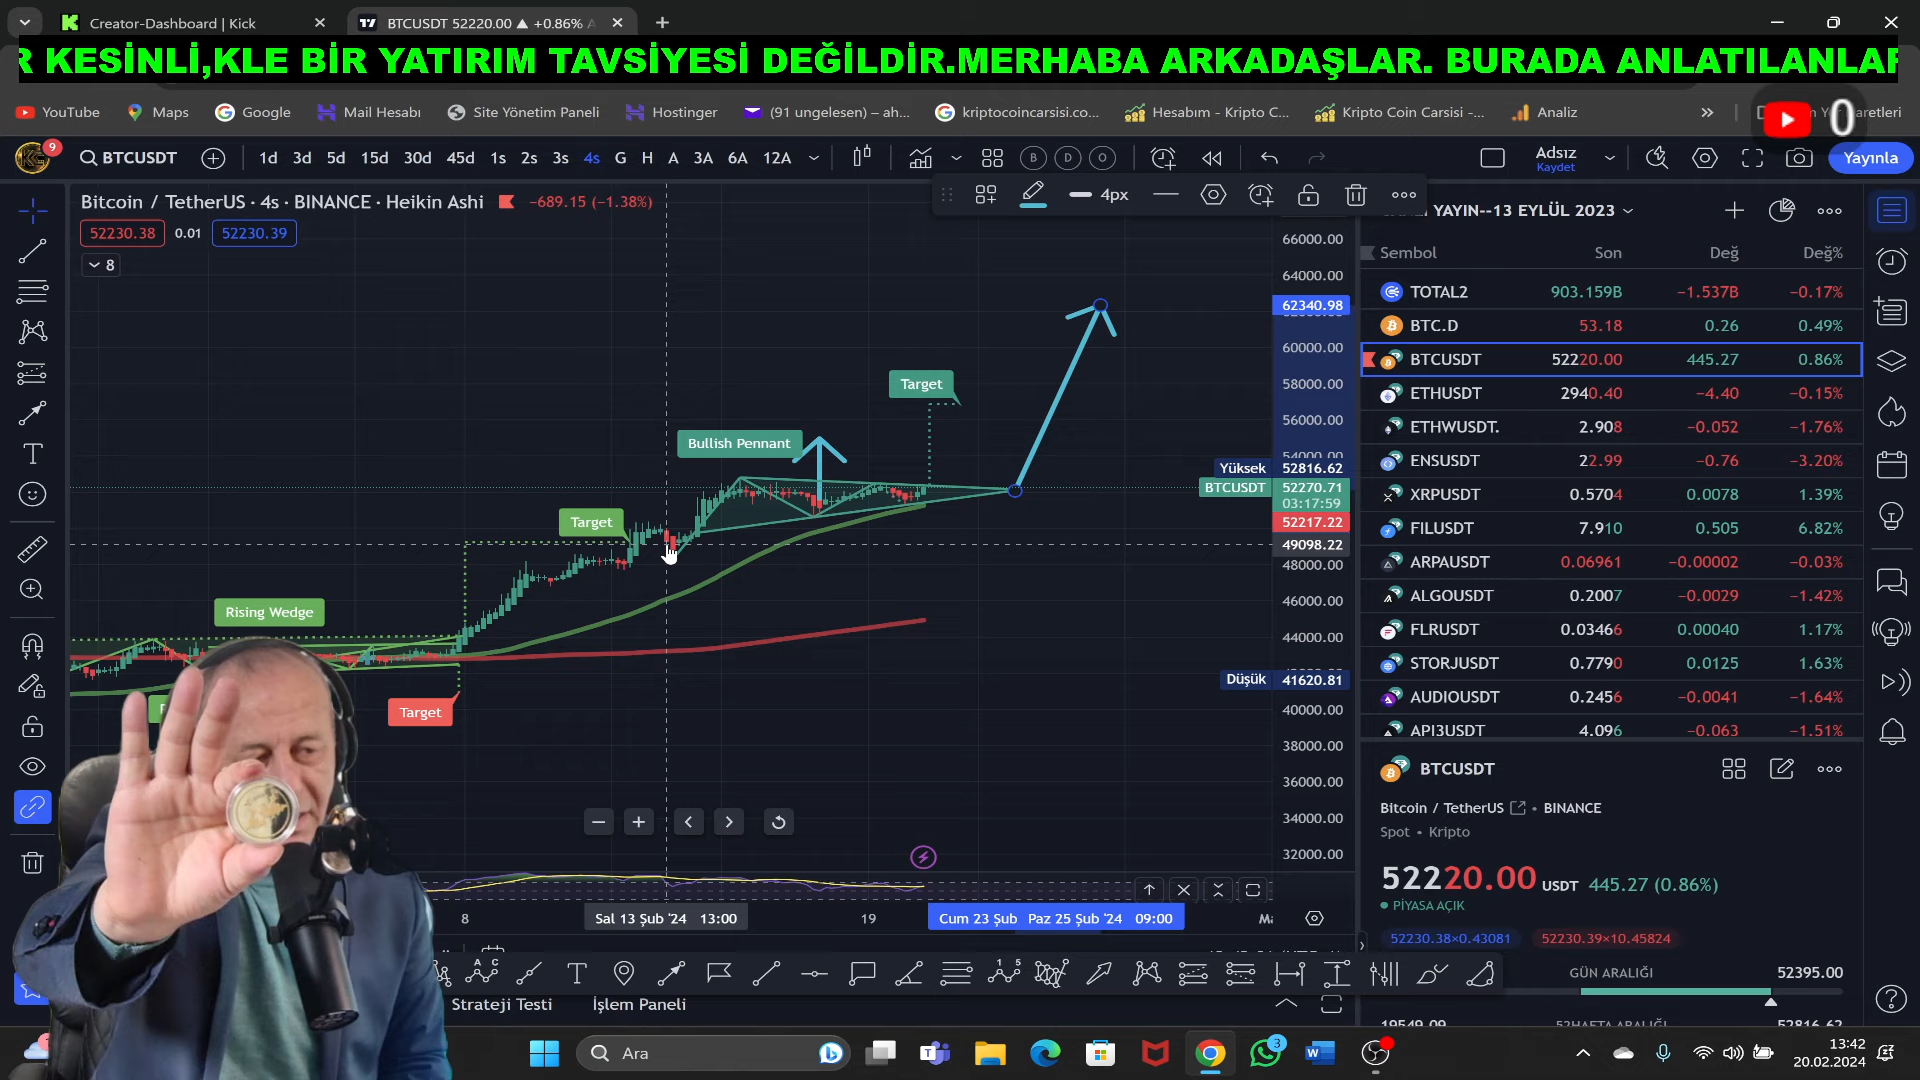 Creator-Dashboard | Kick
BTCUSDT 52220.00 ▲ +0.86% A
R KESİNLİ,KLE BİR YATIRIM TAVSİYESİ DEĞİLDİR.MERHABA ARKADAŞLAR. BURADA ANLATILANLAR
YouTube Maps Google Mail Hesabı Site Yönetim Paneli Hostinger (91 ungelesen) – ah... kriptocoincarsisi.co... Hesabım - Kripto C... Kripto Coin Carsisi -... Analiz » 0
9 BTCUSDT 1d 3d 5d 15d 30d 45d 1s 2s 3s 4s G H A 3A 6A 12A B D O Adsız Kaydet Yayınla
Bitcoin / TetherUS · 4s · BINANCE · Heikin Ashi −689.15 (−1.38%)
4px
YAYIN--13 EYLÜL 2023
52230.38 0.01 52230.39
8
Sembol Son Değ Değ%
TOTAL2 903.159B −1.537B −0.17%
BTC.D 53.18 0.26 0.49%
BTCUSDT 52220.00 445.27 0.86%
ETHUSDT 2940.40 −4.40 −0.15%
ETHWUSDT. 2.908 −0.052 −1.76%
ENSUSDT 22.99 −0.76 −3.20%
XRPUSDT 0.5704 0.0078 1.39%
FILUSDT 7.910 0.505 6.82%
ARPAUSDT 0.06961 −0.00002 −0.03%
ALGOUSDT 0.2007 −0.0029 −1.42%
FLRUSDT 0.03466 0.00040 1.17%
STORJUSDT 0.7790 0.0125 1.63%
AUDIOUSDT 0.2456 −0.0041 −1.64%
API3USDT 4.096 −0.063 −1.51%
66000.00
64000.00
62340.98
60000.00
58000.00
56000.00
54000.00
Yüksek 52816.62
BTCUSDT 52270.71
03:17:59
52217.22
49098.22
48000.00
46000.00
44000.00
Düşük 41620.81
40000.00
38000.00
36000.00
34000.00
32000.00
Target
Bullish Pennant
Target
Rising Wedge
Target
8 Sal 13 Şub '24 13:00 19 Cum 23 Şub Paz 25 Şub '24 09:00
BTCUSDT
Bitcoin / TetherUS • BINANCE
Spot • Kripto
52220.00 USDT 445.27 (0.86%)
PİYASA AÇIK
52230.38×0.43081 52230.39×10.45824
GÜN ARALIĞI 52395.00
19549.09 52HAFTA ARALIĞI 52816.62
Strateji Testi İşlem Paneli
Ara
3
13:42
20.02.2024